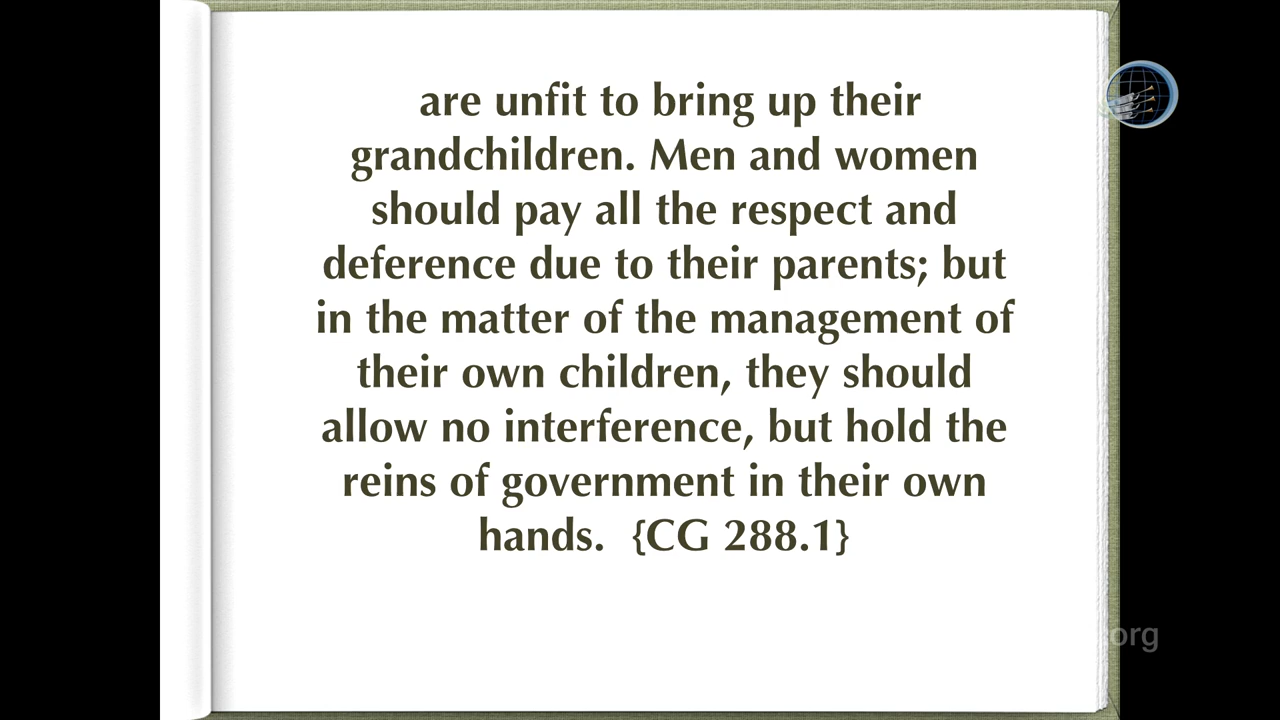 are unfit to bring up their
grandchildren. Men and women
should pay all the respect and
deference due to their parents; but
in the matter of the management of
their own children, they should
allow no interference, but hold the
reins of government in their own
hands.  {CG 288.1}
org